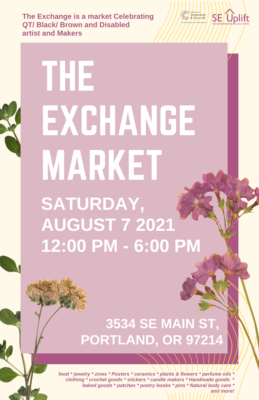 The Exchange is a market Celebrating
QT/ Black/ Brown and Disabled
artist and Makers
SE Uplift
THE
EXCHANGE
MARKET
SATURDAY,
AUGUST 7 2021
12:00 PM - 6:00 PM
3534 SE MAIN ST,
PORTLAND, OR 97214
food * jewelry * zines * Posters * ceramics * plants & flowers * perfume oils *
clothing * crochet goods * stickers * candle makers * Handmade goods *
baked goods * patches * poetry books * pins * Natural body care *
and more!